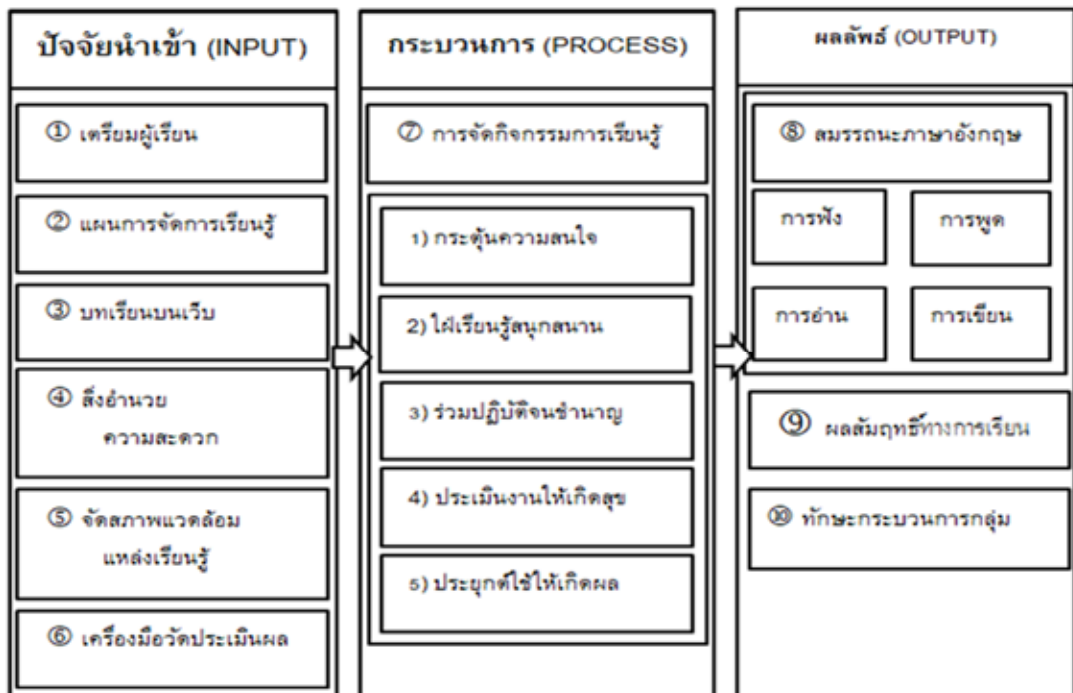 ปัจจัยนำเข้า (INPUT)
① เตรียมผู้เรียน
② แผนการจัดการเรียนรู้
③ บทเรียนบนเว็บ
④ สิ่งอำนวย
ความสะดวก
⑤ จัดสภาพแวดล้อม
แหล่งเรียนรู้
⑥ เครื่องมือวัดประเมินผล
กระบวนการ (PROCESS)
⑦ การจัดกิจกรรมการเรียนรู้
1) กระตุ้นความสนใจ
2) ใฝ่เรียนรู้สนุกสนาน
3) ร่วมปฏิบัติจนชำนาญ
4) ประเมินงานให้เกิดสุข
5) ประยุกต์ใช้ให้เกิดผล
ผลลัพธ์ (OUTPUT)
⑧ สมรรถนะภาษาอังกฤษ
การฟัง
การพูด
การอ่าน
การเขียน
⑨ ผลสัมฤทธิ์ทางการเรียน
⑩ ทักษะกระบวนการกลุ่ม